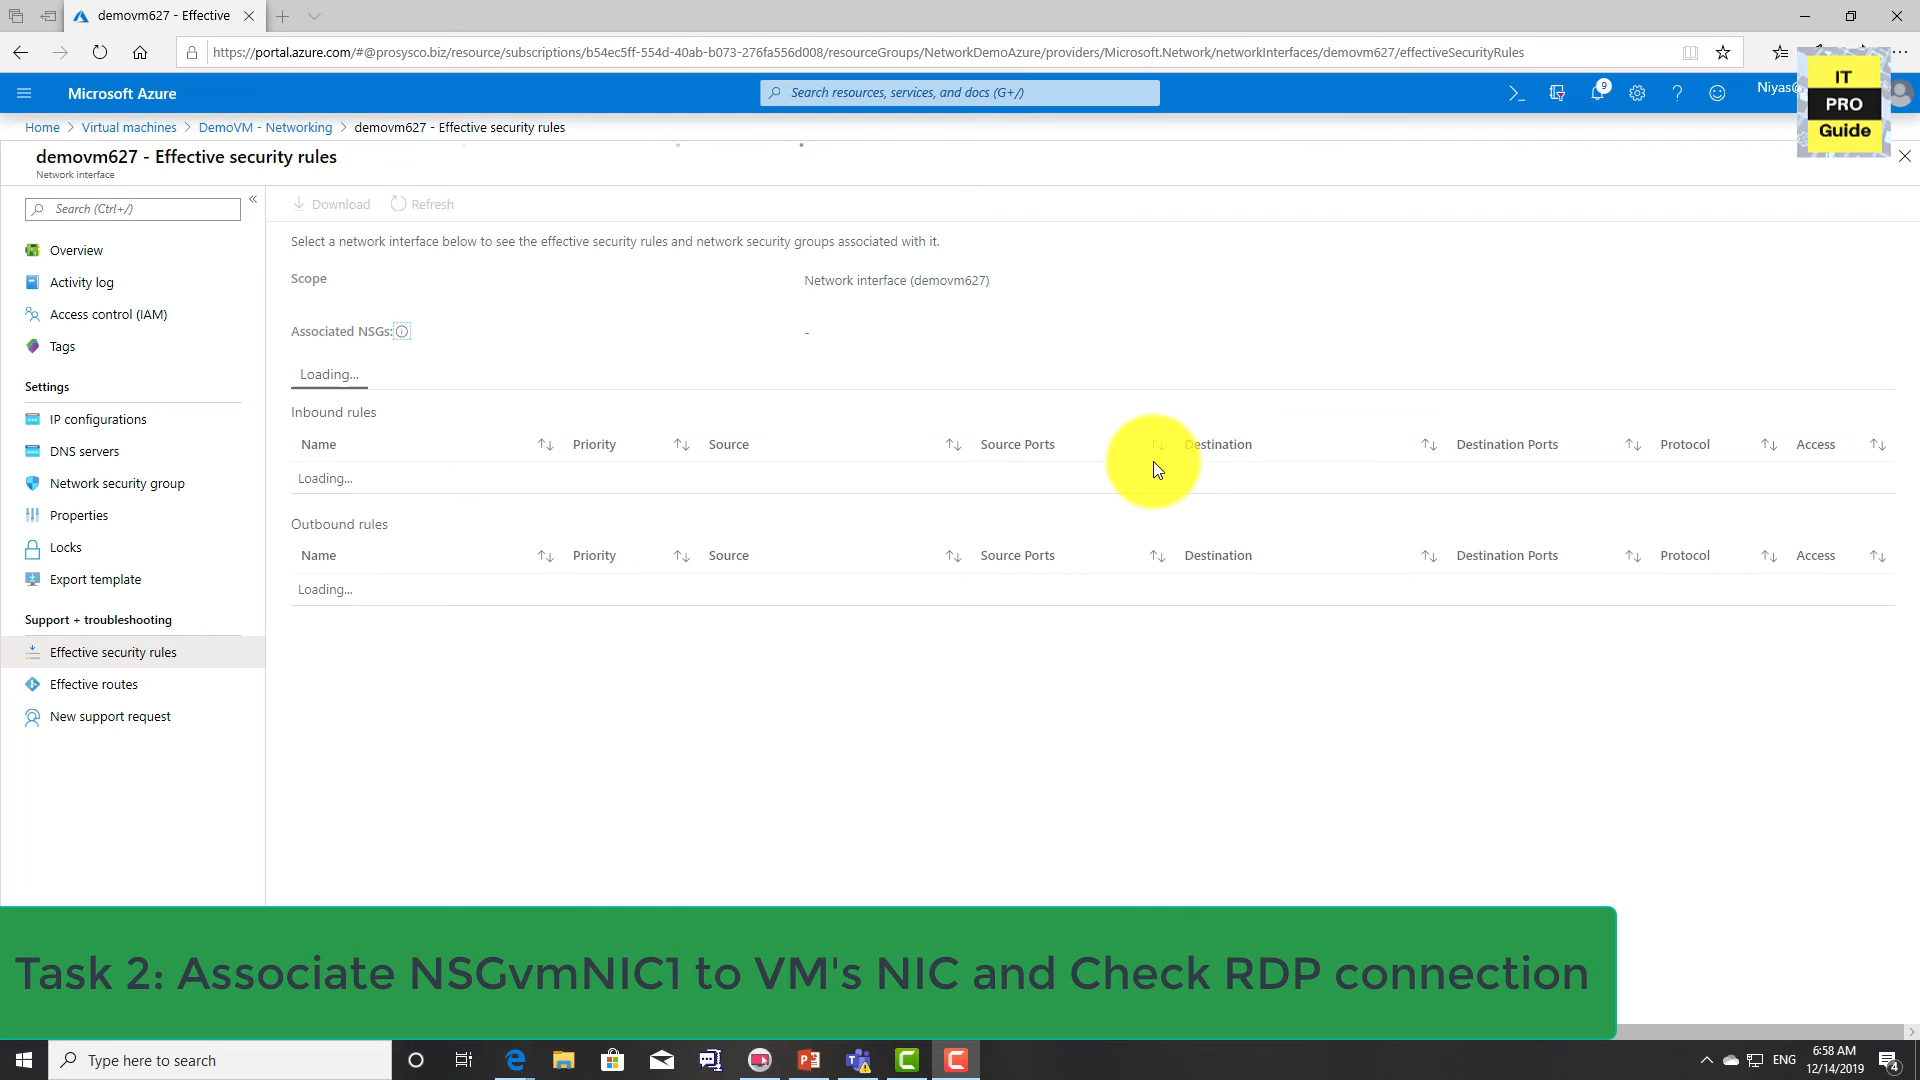 demovm627 - Effective
https://portal.azure.com/#@prosysco.biz/resource/subscriptions/b54ec5ff-554d-40ab-b073-276fa556d008/resourceGroups/NetworkDemoAzure/providers/Microsoft.Network/networkInterfaces/demovm627/effectiveSecurityRules
Microsoft Azure
Search resources, services, and docs (G+/)
9
IT
PRO
Guide
Home > Virtual machines > DemoVM - Networking > demovm627 - Effective security rules
demovm627 - Effective security rules
Network interface
Search (Ctrl+/)
Overview
Activity log
Access control (IAM)
Tags
Settings
IP configurations
DNS servers
Network security group
Properties
Locks
Export template
Support + troubleshooting
Effective security rules
Effective routes
New support request
Download Refresh
Select a network interface below to see the effective security rules and network security groups associated with it.
Scope Network interface (demovm627)
Associated NSGs: -
Loading...
Inbound rules
Name Priority Source Source Ports Destination Destination Ports Protocol Access
Loading...
Outbound rules
Name Priority Source Source Ports Destination Destination Ports Protocol Access
Loading...
Task 2: Associate NSGvmNIC1 to VM's NIC and Check RDP connection
Type here to search
ENG
6:58 AM
12/14/2019
4